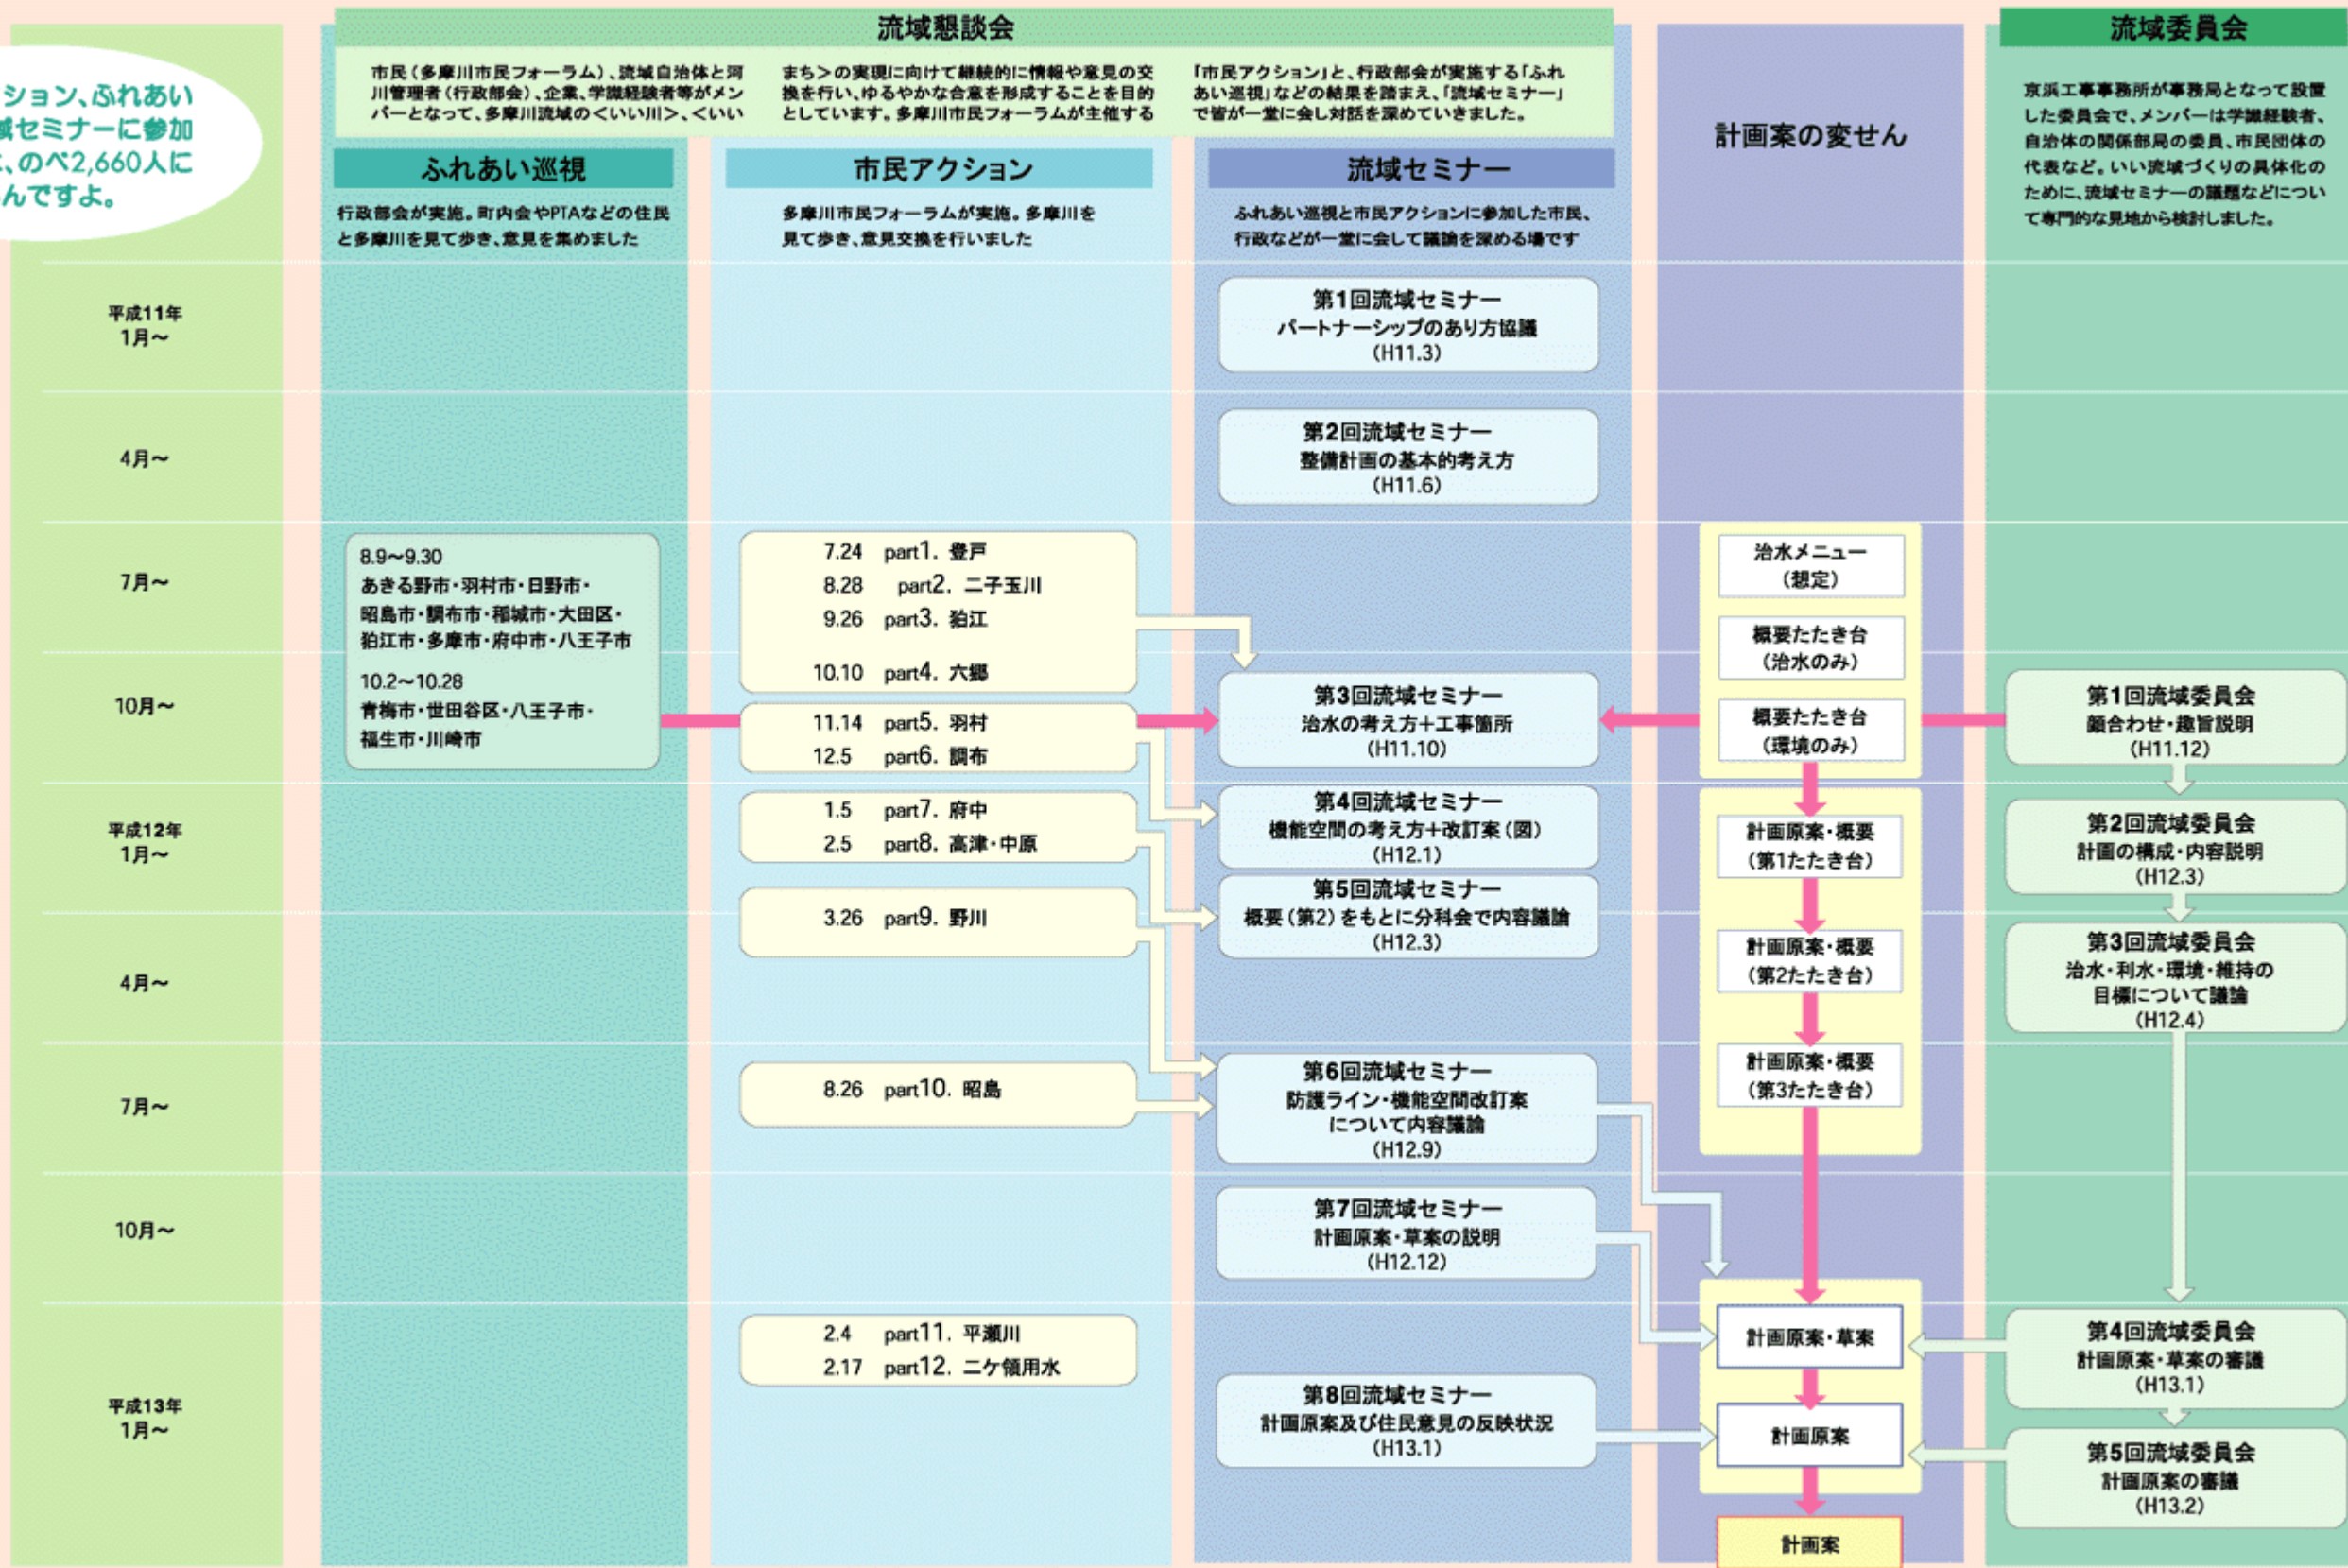 ション、ふれあい
域セミナーに参加
、のべ2,660人に
んですよ。
流域懇談会
市民(多摩川市民フォーラム)、流域自治体と河
川管理者(行政部会)、企業、学識経験者等がメン
バーとなって、多摩川流域の<いい川>、<いい
まち>の実現に向けて継続的に情報や意見の交
換を行い、ゆるやかな合意を形成することを目的
としています。多摩川市民フォーラムが主催する
「市民アクション」と、行政部会が実施する「ふれ
あい巡視」などの結果を踏まえ、「流域セミナー」
で皆が一堂に会し対話を深めていきました。
ふれあい巡視
行政部会が実施。町内会やPTAなどの住民
と多摩川を見て歩き、意見を集めました
市民アクション
多摩川市民フォーラムが実施。多摩川を
見て歩き、意見交換を行いました
流域セミナー
ふれあい巡視と市民アクションに参加した市民、
行政などが一堂に会して議論を深める場です
計画案の変せん
流域委員会
京浜工事事務所が事務局となって設置
した委員会で、メンバーは学識経験者、
自治体の関係部局の委員、市民団体の
代表など。いい流域づくりの具体化の
ために、流域セミナーの議題などについ
て専門的な見地から検討しました。
平成11年
1月〜
4月〜
7月〜
10月〜
平成12年
1月〜
4月〜
7月〜
10月〜
平成13年
1月〜
8.9〜9.30
あきる野市・羽村市・日野市・
昭島市・調布市・稲城市・大田区・
狛江市・多摩市・府中市・八王子市
10.2〜10.28
青梅市・世田谷区・八王子市・
福生市・川崎市
7.24 part1. 登戸
8.28 part2. 二子玉川
9.26 part3. 狛江
10.10 part4. 六郷
11.14 part5. 羽村
12.5 part6. 調布
1.5 part7. 府中
2.5 part8. 高津・中原
3.26 part9. 野川
8.26 part10. 昭島
2.4 part11. 平瀬川
2.17 part12. ニケ領用水
第1回流域セミナー
パートナーシップのあり方協議
(H11.3)
第2回流域セミナー
整備計画の基本的考え方
(H11.6)
第3回流域セミナー
治水の考え方+工事箇所
(H11.10)
第4回流域セミナー
機能空間の考え方+改訂案(図)
(H12.1)
第5回流域セミナー
概要(第2)をもとに分科会で内容議論
(H12.3)
第6回流域セミナー
防護ライン・機能空間改訂案
について内容議論
(H12.9)
第7回流域セミナー
計画原案・草案の説明
(H12.12)
第8回流域セミナー
計画原案及び住民意見の反映状況
(H13.1)
治水メニュー
(想定)
概要たたき台
(治水のみ)
概要たたき台
(環境のみ)
計画原案・概要
(第1たたき台)
計画原案・概要
(第2たたき台)
計画原案・概要
(第3たたき台)
計画原案・草案
計画原案
計画案
第1回流域委員会
顔合わせ・趣旨説明
(H11.12)
第2回流域委員会
計画の構成・内容説明
(H12.3)
第3回流域委員会
治水・利水・環境・維持の
目標について議論
(H12.4)
第4回流域委員会
計画原案・草案の審議
(H13.1)
第5回流域委員会
計画原案の審議
(H13.2)